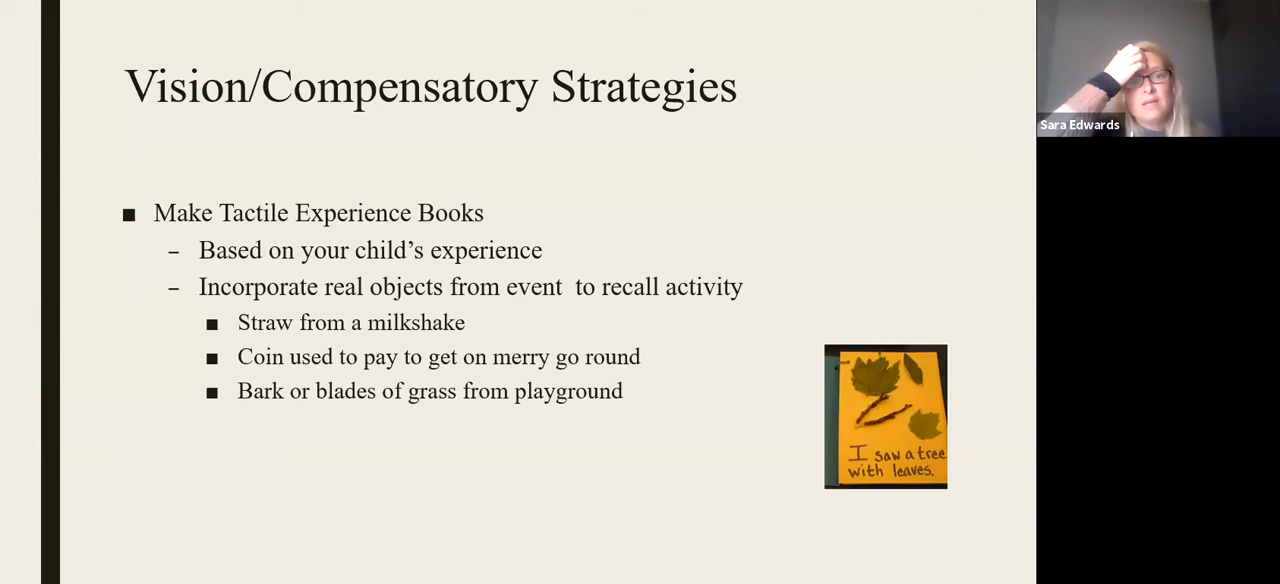 Vision/Compensatory Strategies
Sara Edwards
■ Make Tactile Experience Books
– Based on your child’s experience
– Incorporate real objects from event  to recall activity
■ Straw from a milkshake
■ Coin used to pay to get on merry go round
■ Bark or blades of grass from playground
I saw a tree
with leaves.